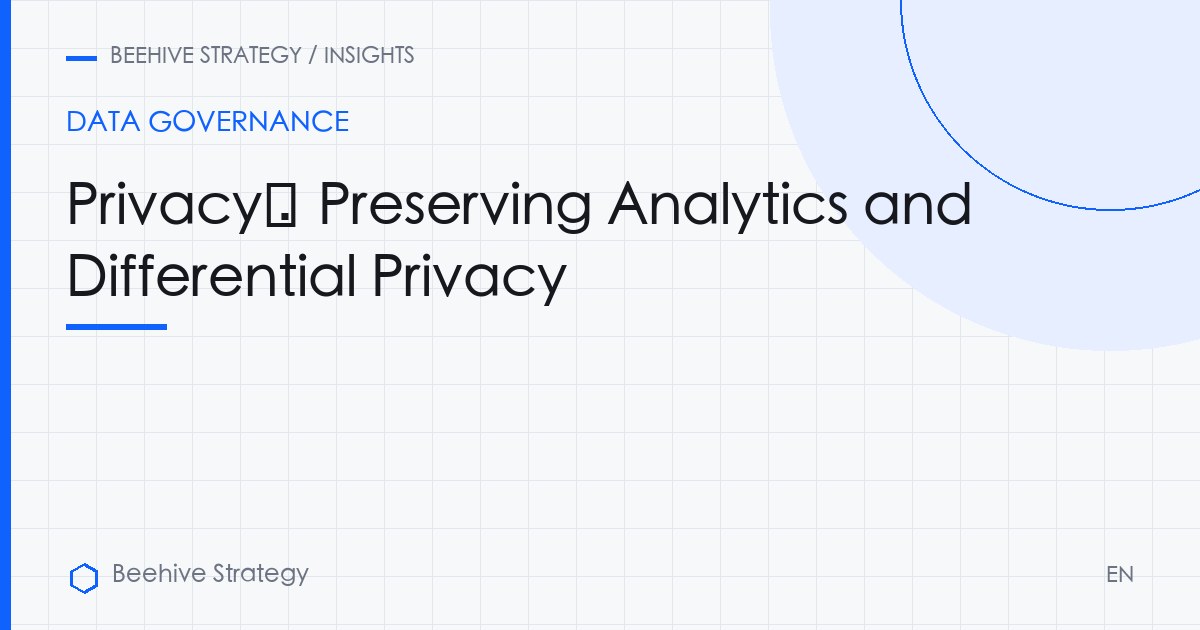 BEEHIVE STRATEGY / INSIGHTS
DATA GOVERNANCE
Privacy Preserving Analytics and
Differential Privacy
Beehive Strategy
EN